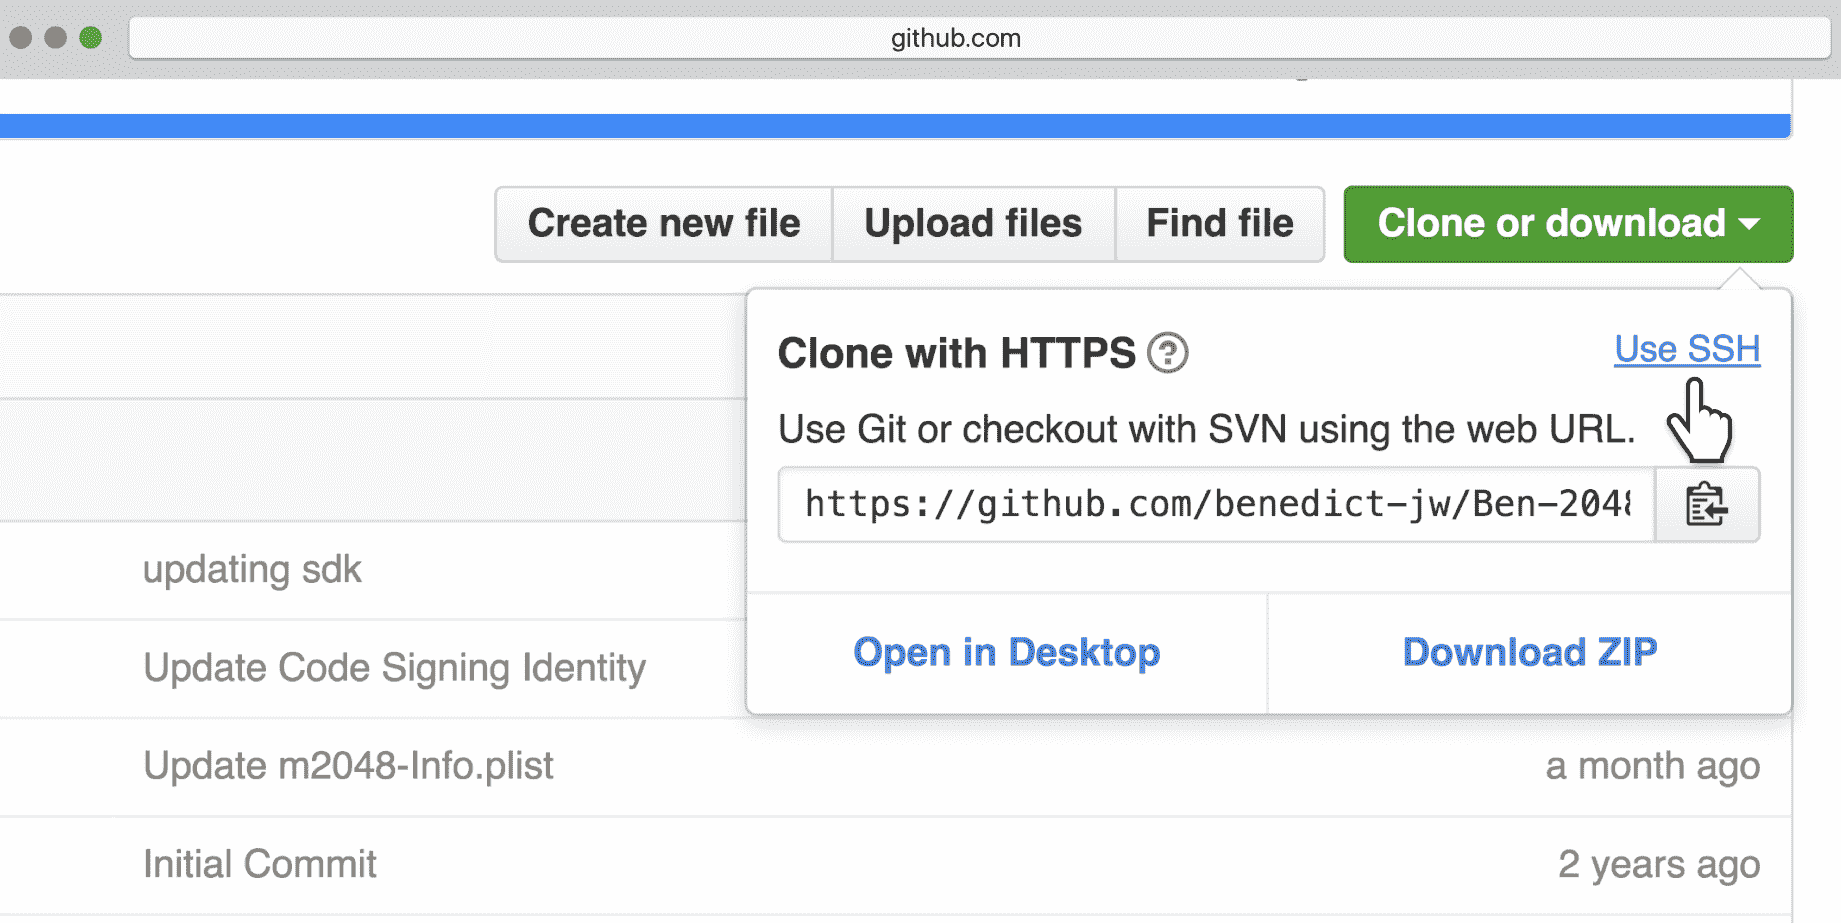 github.com
Create new file
Upload files
Find file
Clone or download
Clone with HTTPS ?
Use SSH
Use Git or checkout with SVN using the web URL.
https://github.com/benedict-jw/Ben-2048
Open in Desktop
Download ZIP
updating sdk
Update Code Signing Identity
Update m2048-Info.plist
a month ago
Initial Commit
2 years ago